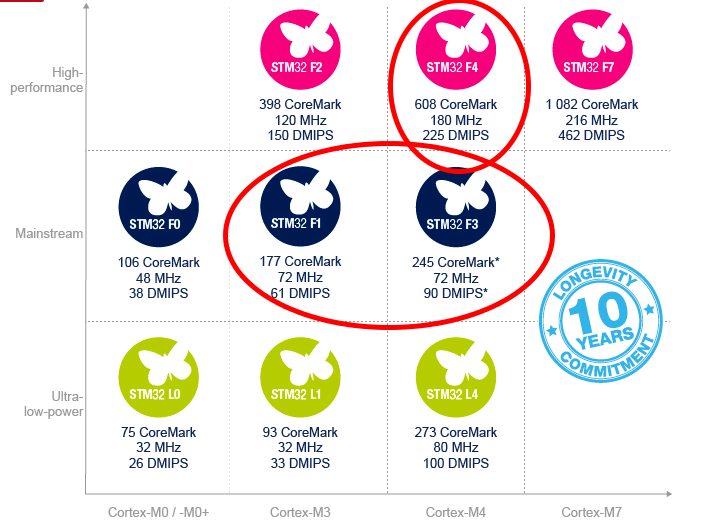 High-
performance
STM32 F2
398 CoreMark
120 MHz
150 DMIPS
STM32 F4
608 CoreMark
180 MHz
225 DMIPS
STM32 F7
1 082 CoreMark
216 MHz
462 DMIPS
Mainstream
STM32 F0
106 CoreMark
48 MHz
38 DMIPS
STM32 F1
177 CoreMark
72 MHz
61 DMIPS
STM32 F3
245 CoreMark*
72 MHz
90 DMIPS*
LONGEVITY
10
YEARS
COMMITMENT
Ultra-
low-power
STM32 L0
75 CoreMark
32 MHz
26 DMIPS
STM32 L1
93 CoreMark
32 MHz
33 DMIPS
STM32 L4
273 CoreMark
80 MHz
100 DMIPS
Cortex-M0 / -M0+
Cortex-M3
Cortex-M4
Cortex-M7